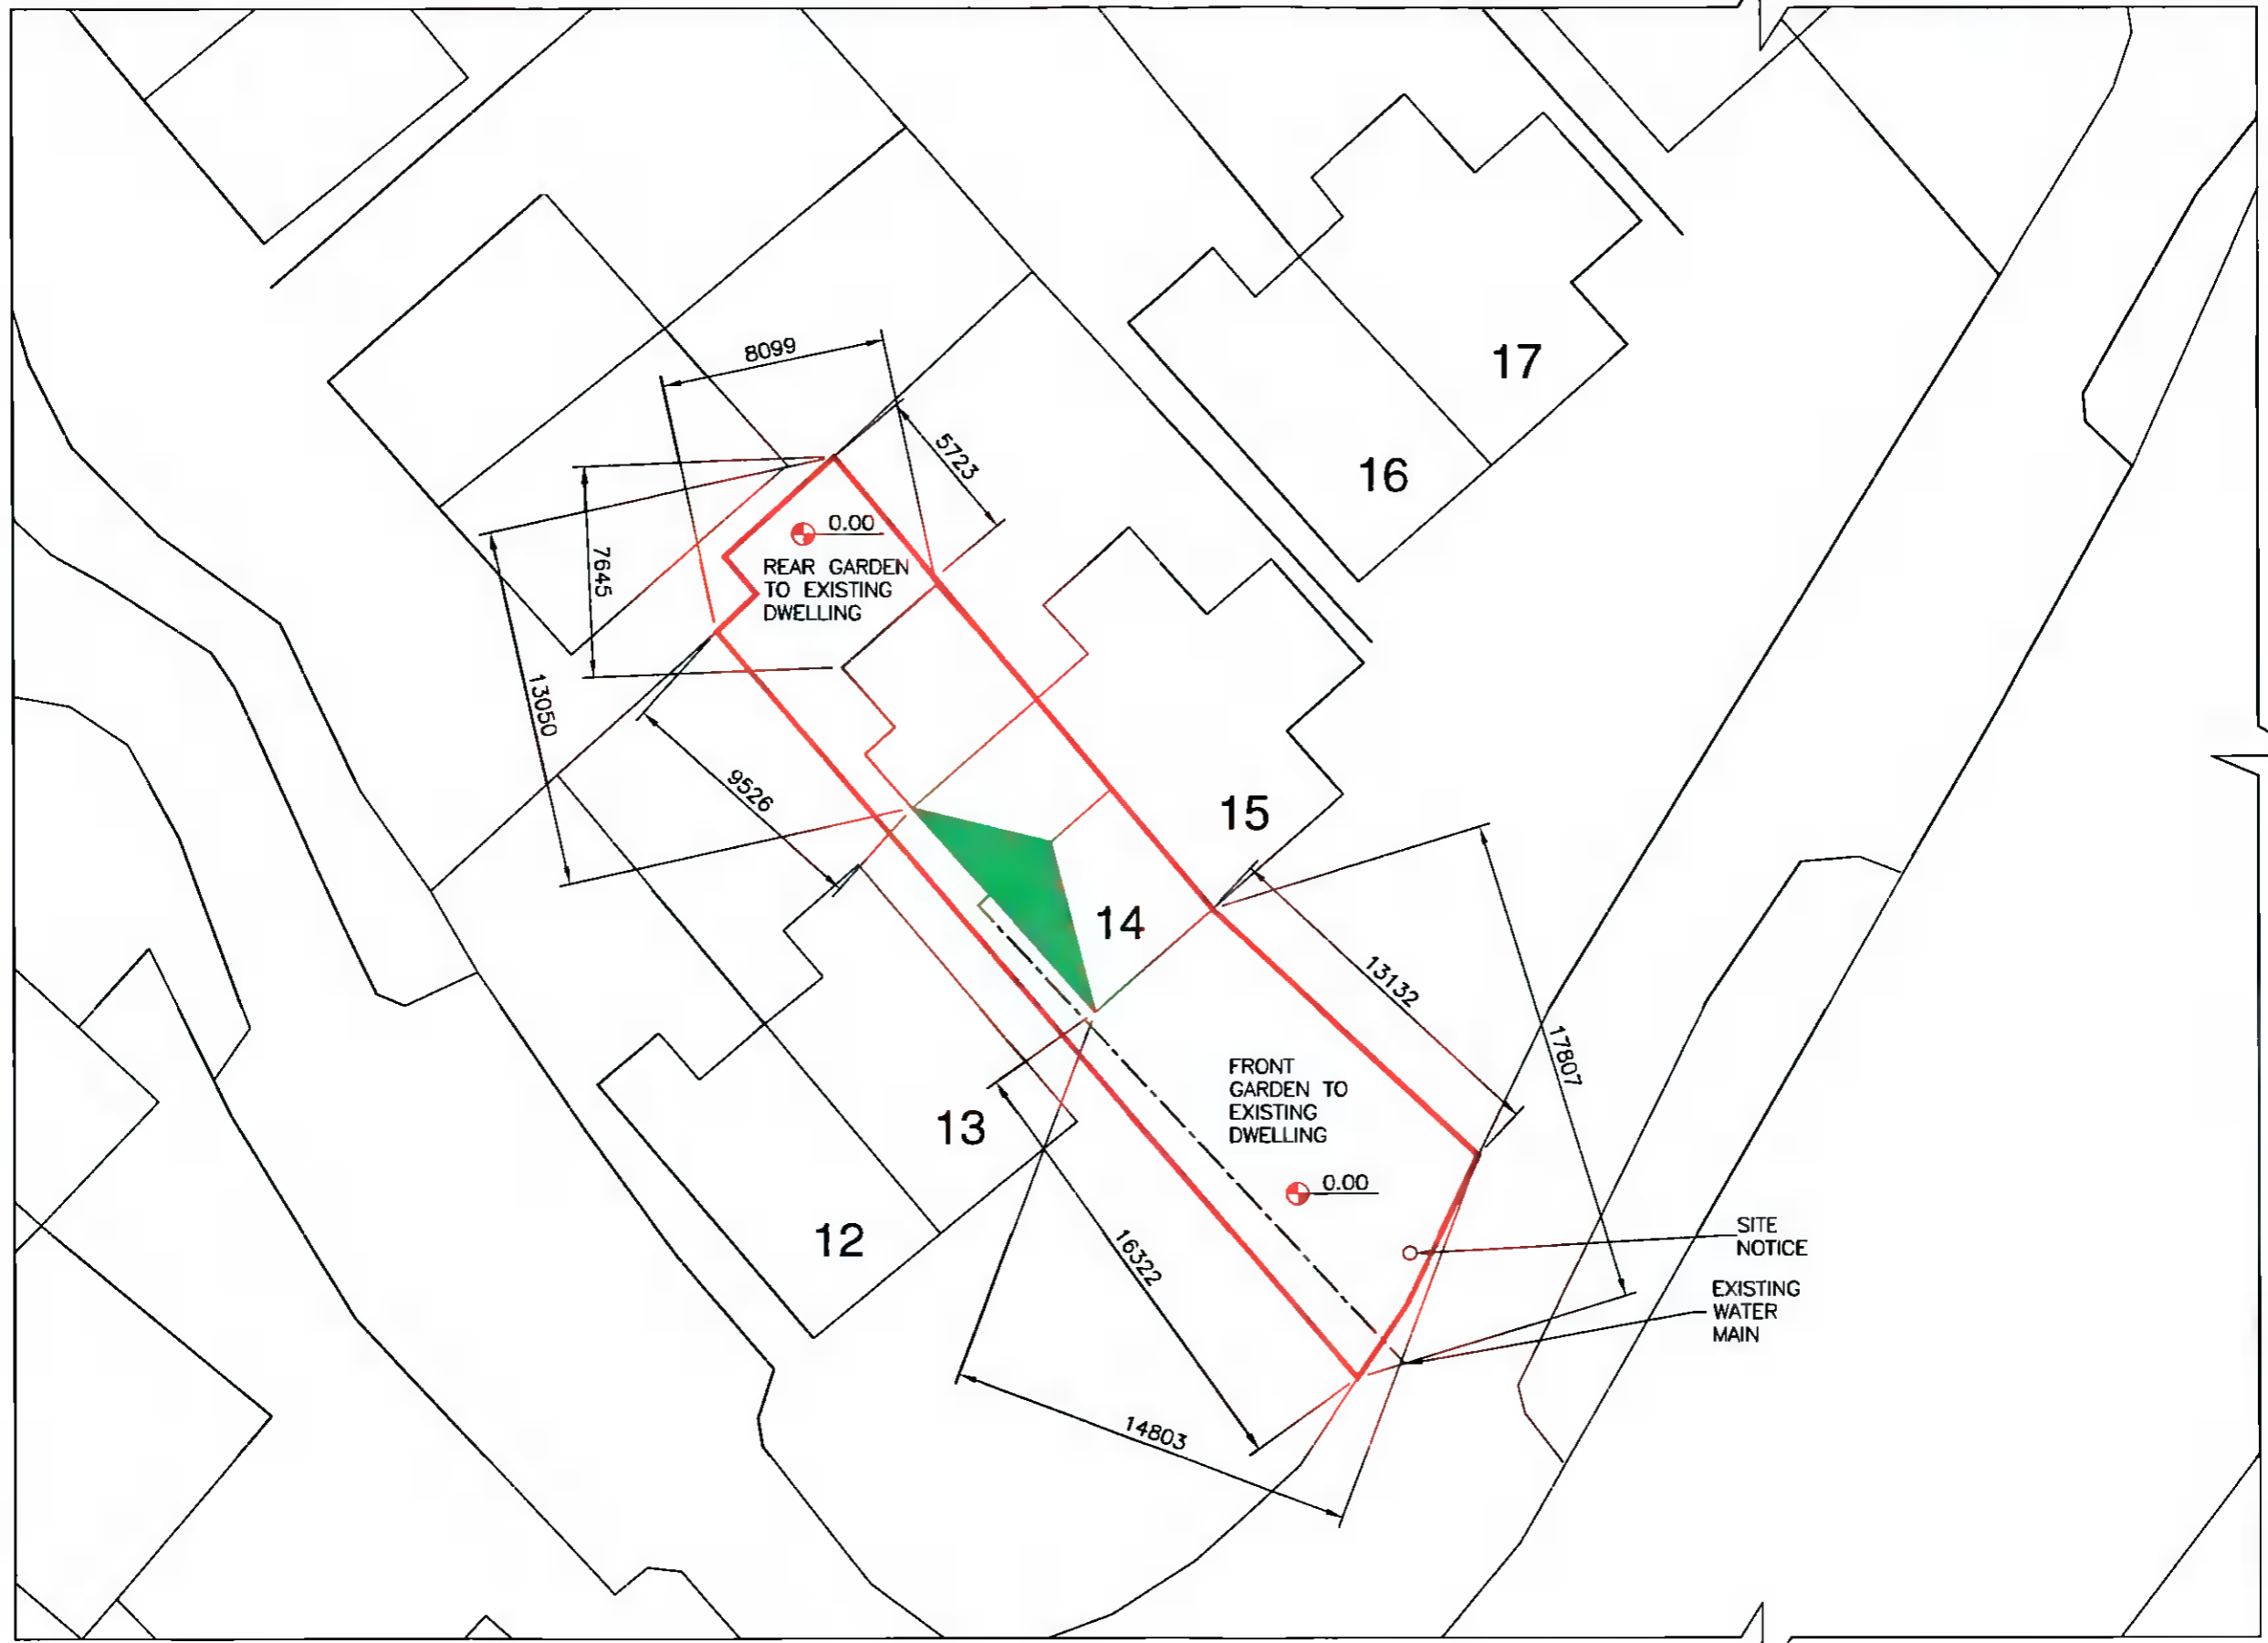 8099
17
5723
16
0.00
REAR GARDEN
TO EXISTING
DWELLING
7645
13050
9526
15
14
13132
17807
FRONT
GARDEN TO
EXISTING
DWELLING
13
0.00
12
16322
SITE
NOTICE
EXISTING
WATER
MAIN
14803